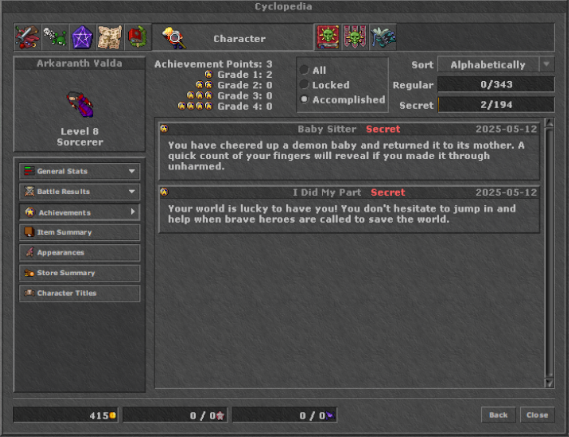 Cyclopedia
Character
Arkaranth Valda
Level 8
Sorcerer
General Stats
Battle Results
Achievements
Item Summary
Appearances
Store Summary
Character Titles
Achievement Points: 3
Grade 1: 2
Grade 2: 0
Grade 3: 0
Grade 4: 0
All
Locked
Accomplished
Sort Alphabetically
Regular 0/343
Secret 2/194
Baby Sitter Secret 2025-05-12
You have cheered up a demon baby and returned it to its mother. A
quick count of your fingers will reveal if you made it through
unharmed.
I Did My Part Secret 2025-05-12
Your world is lucky to have you! You don't hesitate to jump in and
help when brave heroes are called to save the world.
415
0 / 0
0 / 0
Back
Close